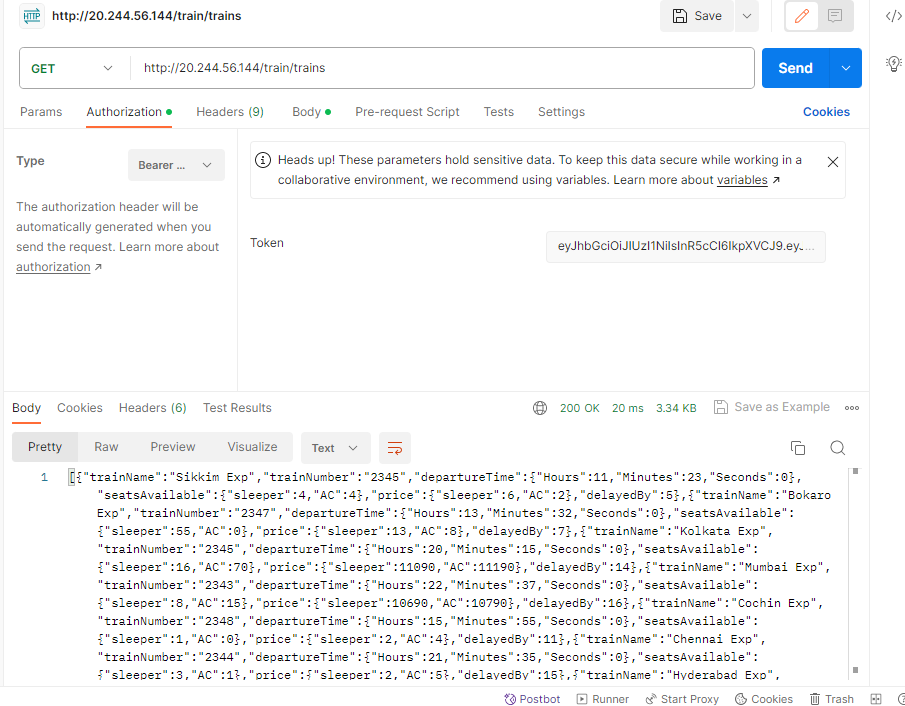 HTTP http://20.244.56.144/train/trains Save
GET http://20.244.56.144/train/trains Send
Params Authorization Headers (9) Body Pre-request Script Tests Settings Cookies
Type Bearer ...
Heads up! These parameters hold sensitive data. To keep this data secure while working in a
collaborative environment, we recommend using variables. Learn more about variables ↗
The authorization header will be
automatically generated when you
send the request. Learn more about
authorization ↗
Token eyJhbGciOiJIUzI1NiIsInR5cCI6IkpXVCJ9.eyJ...
Body Cookies Headers (6) Test Results 200 OK 20 ms 3.34 KB Save as Example
Pretty Raw Preview Visualize Text
1 [{"trainName":"Sikkim Exp","trainNumber":"2345","departureTime":{"Hours":11,"Minutes":23,"Seconds":0},
"seatsAvailable":{"sleeper":4,"AC":4},"price":{"sleeper":6,"AC":2},"delayedBy":5},{"trainName":"Bokaro
Exp","trainNumber":"2347","departureTime":{"Hours":13,"Minutes":32,"Seconds":0},"seatsAvailable":
{"sleeper":55,"AC":0},"price":{"sleeper":13,"AC":8},"delayedBy":7},{"trainName":"Kolkata Exp",
"trainNumber":"2345","departureTime":{"Hours":20,"Minutes":15,"Seconds":0},"seatsAvailable":
{"sleeper":16,"AC":70},"price":{"sleeper":11090,"AC":11190},"delayedBy":14},{"trainName":"Mumbai Exp",
"trainNumber":"2343","departureTime":{"Hours":22,"Minutes":37,"Seconds":0},"seatsAvailable":
{"sleeper":8,"AC":15},"price":{"sleeper":10690,"AC":10790},"delayedBy":16},{"trainName":"Cochin Exp",
"trainNumber":"2348","departureTime":{"Hours":15,"Minutes":55,"Seconds":0},"seatsAvailable":
{"sleeper":1,"AC":0},"price":{"sleeper":2,"AC":4},"delayedBy":11},{"trainName":"Chennai Exp",
"trainNumber":"2344","departureTime":{"Hours":21,"Minutes":35,"Seconds":0},"seatsAvailable":
{"sleeper":3,"AC":1},"price":{"sleeper":2,"AC":5},"delayedBy":15},{"trainName":"Hyderabad Exp",
Postbot Runner Start Proxy Cookies Trash